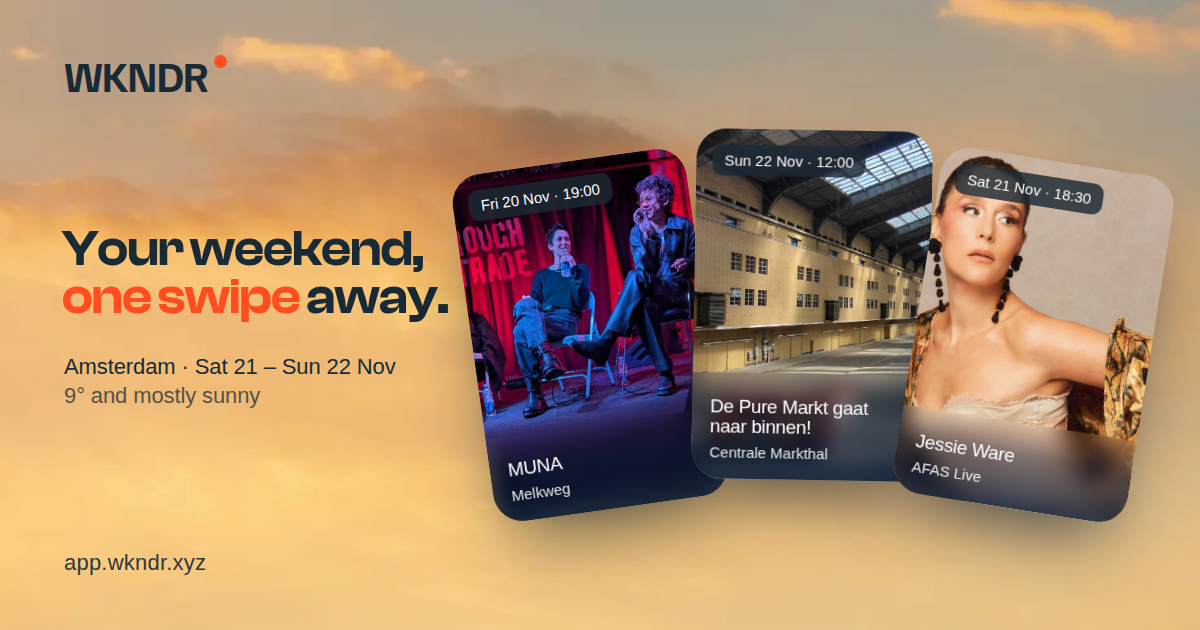 WKNDR
Your weekend,
one swipe away.
Amsterdam · Sat 21 – Sun 22 Nov
9° and mostly sunny
app.wkndr.xyz
Fri 20 Nov · 19:00
ROUGH
TRADE
MUNA
Melkweg
Sun 22 Nov · 12:00
De Pure Markt gaat
naar binnen!
Centrale Markthal
Sat 21 Nov · 18:30
Jessie Ware
AFAS Live